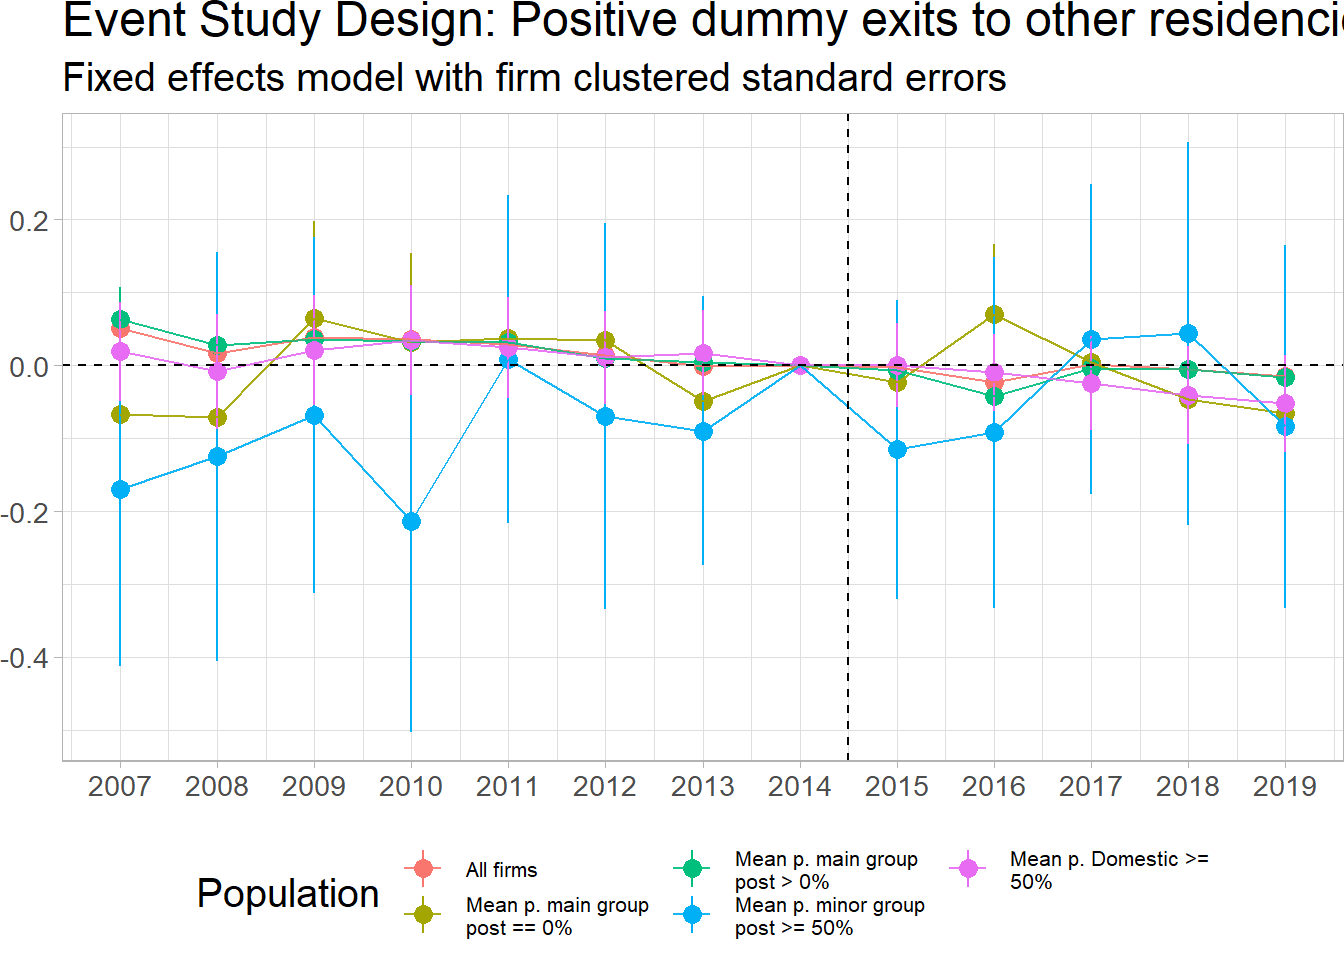 Event Study Design: Positive dummy exits to other residenci
Fixed effects model with firm clustered standard errors
0.2
0.0
-0.2
-0.4
2007 2008 2009 2010 2011 2012 2013 2014 2015 2016 2017 2018 2019
Population
All firms
Mean p. main group
post == 0%
Mean p. main group
post > 0%
Mean p. minor group
post >= 50%
Mean p. Domestic >=
50%